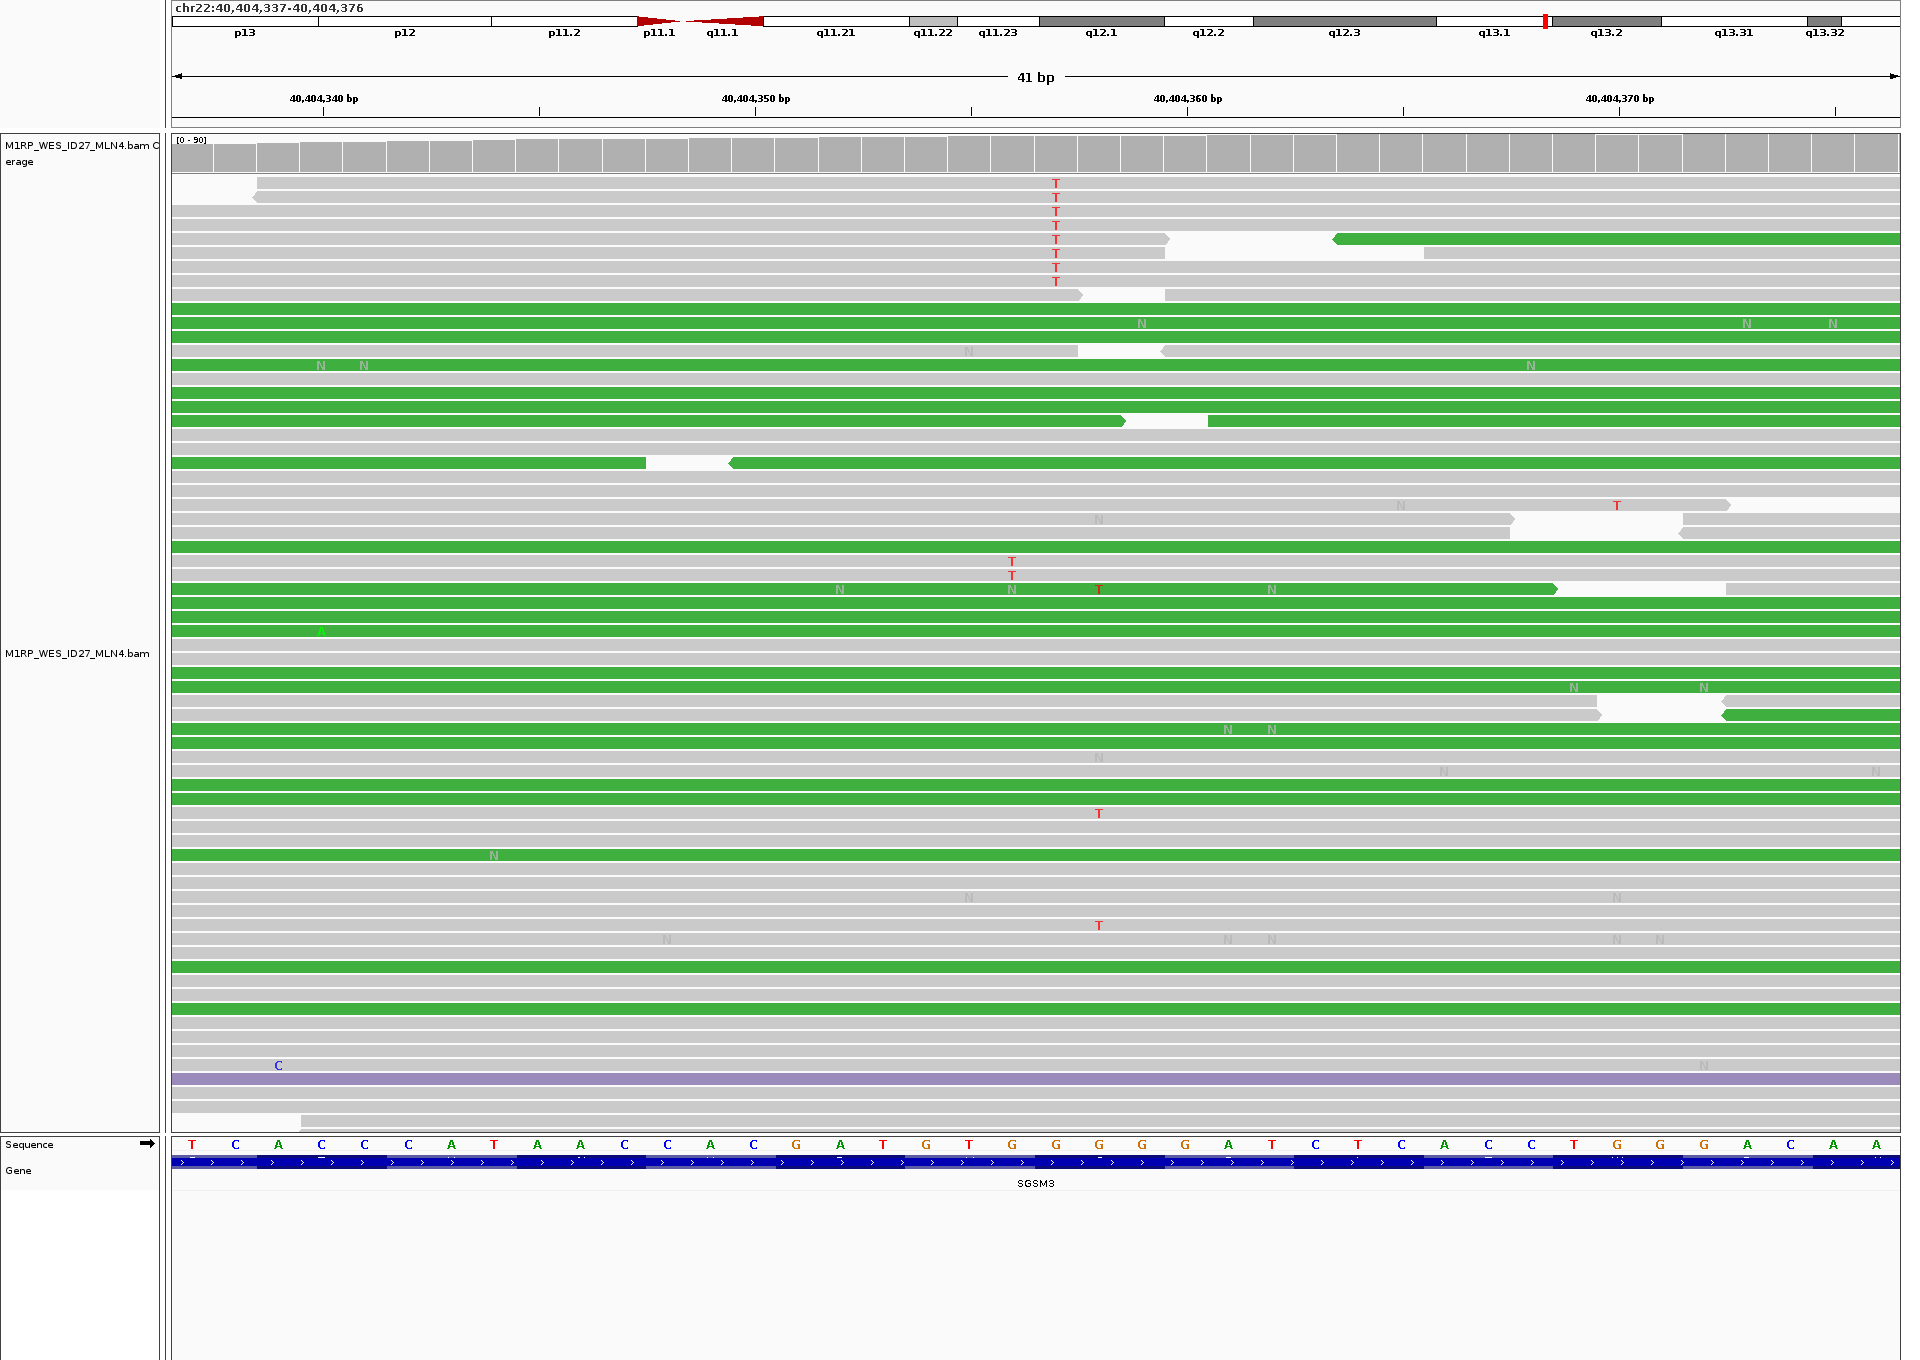 chr22:40,404,337-40,404,376
p13 p12 p11.2 p11.1 q11.1 q11.21 q11.22 q11.23 q12.1 q12.2 q12.3 q13.1 q13.2 q13.31 q13.32
41 bp
40,404,340 bp 40,404,350 bp 40,404,360 bp 40,404,370 bp
M1RP_WES_ID27_MLN4.bam C
erage
[0 - 90]
T
T
T
T
T
T
T
T
N N N
N
N N N
N T
N
T
T
N N T N
A
M1RP_WES_ID27_MLN4.bam
N N
N N
N
N N
T
N
N N
T
N N N N N
C N
Sequence T C A C C C A T A A C C A C G A T G T G G G G G A T C T C A C C T G G G A C A A
Gene
SGSM3